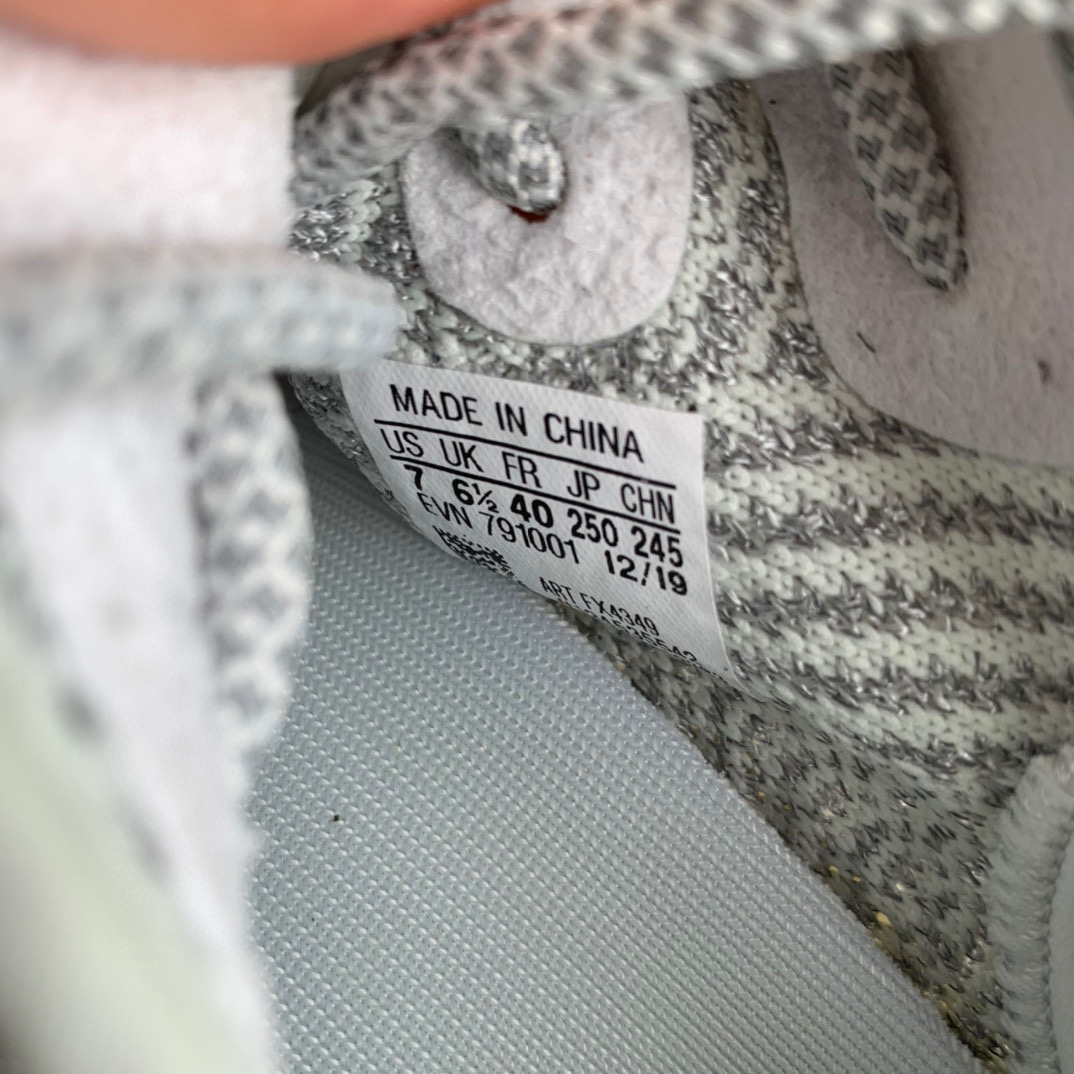 MADE IN CHINA
US UK FR JP CHN
7 6½ 40 250 245
EVN 791001 12/19
ART FX4349